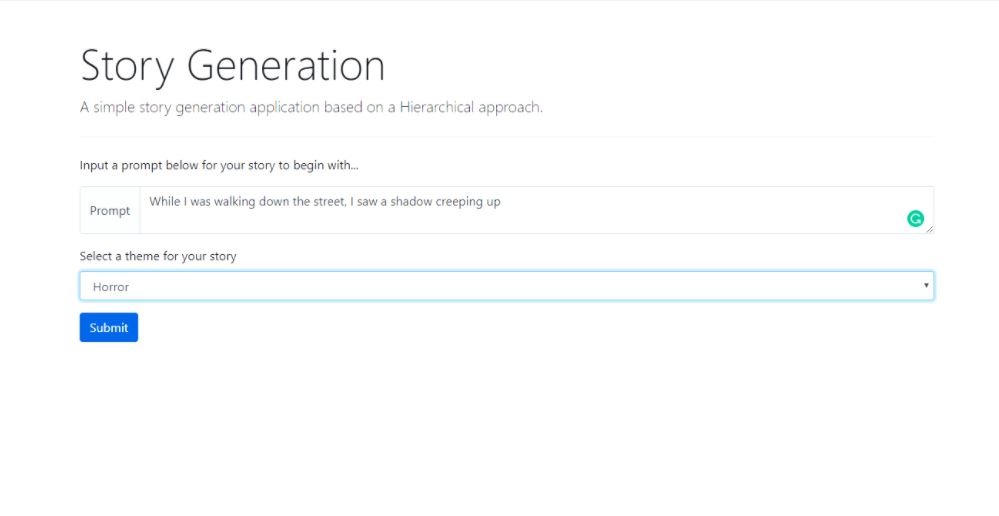 Story Generation
A simple story generation application based on a Hierarchical approach.
Input a prompt below for your story to begin with...
Prompt
While I was walking down the street, I saw a shadow creeping up
Select a theme for your story
Horror
Submit